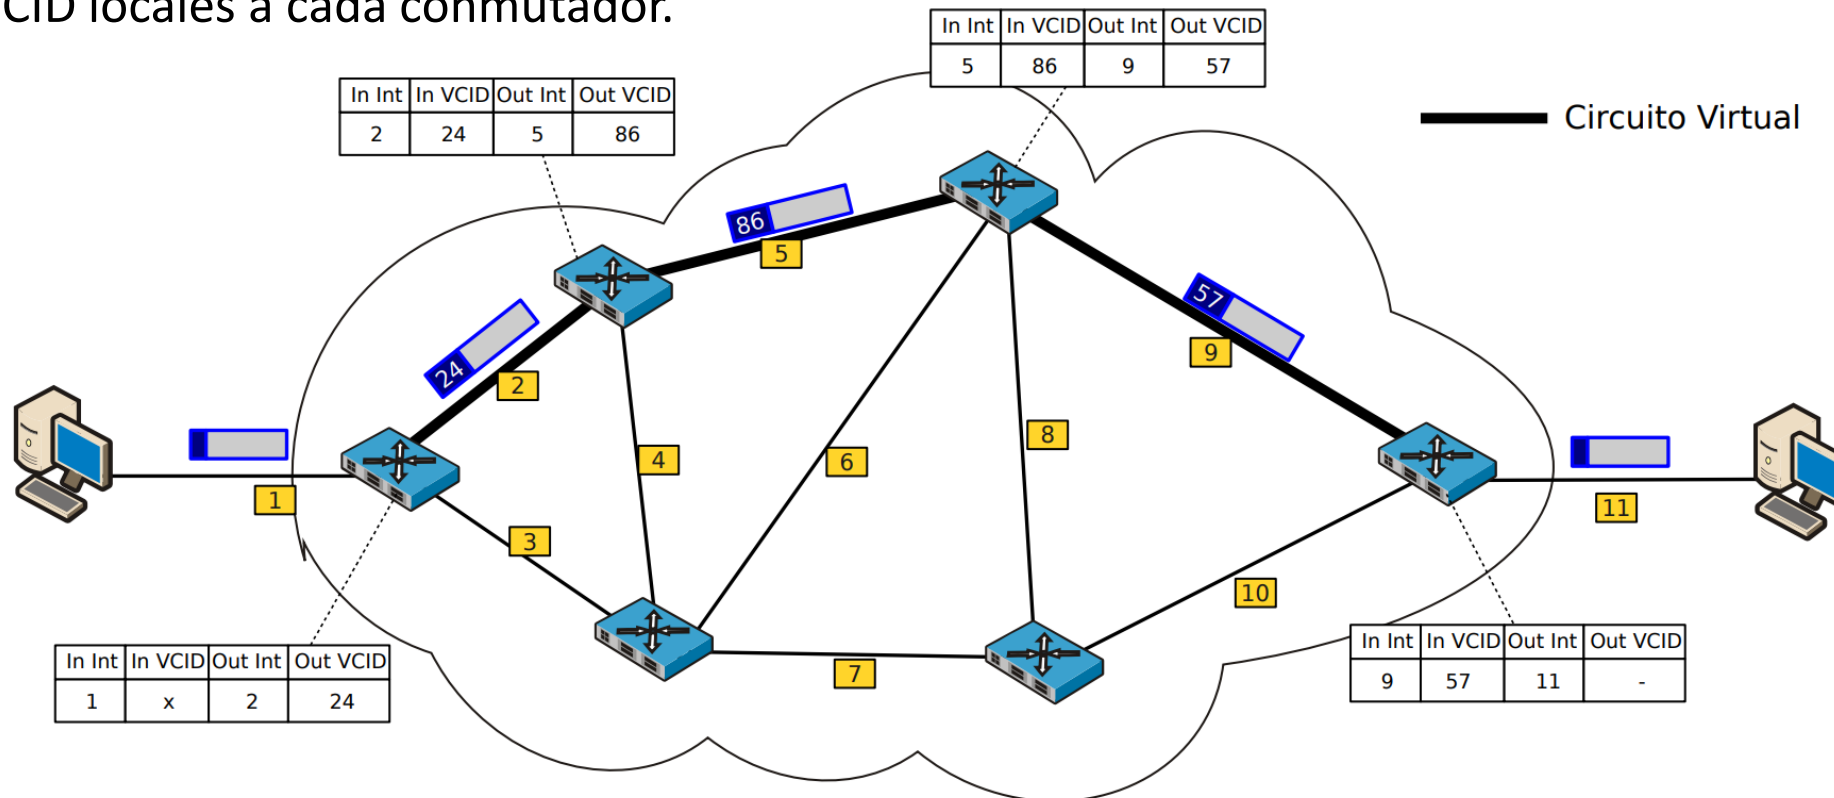 CID locales a cada conmutador.
In Int In VCID Out Int Out VCID
5 86 9 57
In Int In VCID Out Int Out VCID
2 24 5 86
Circuito Virtual
86
5
57
9
24
2
4
6
8
1
3
11
10
7
In Int In VCID Out Int Out VCID
1 x 2 24
In Int In VCID Out Int Out VCID
9 57 11 -